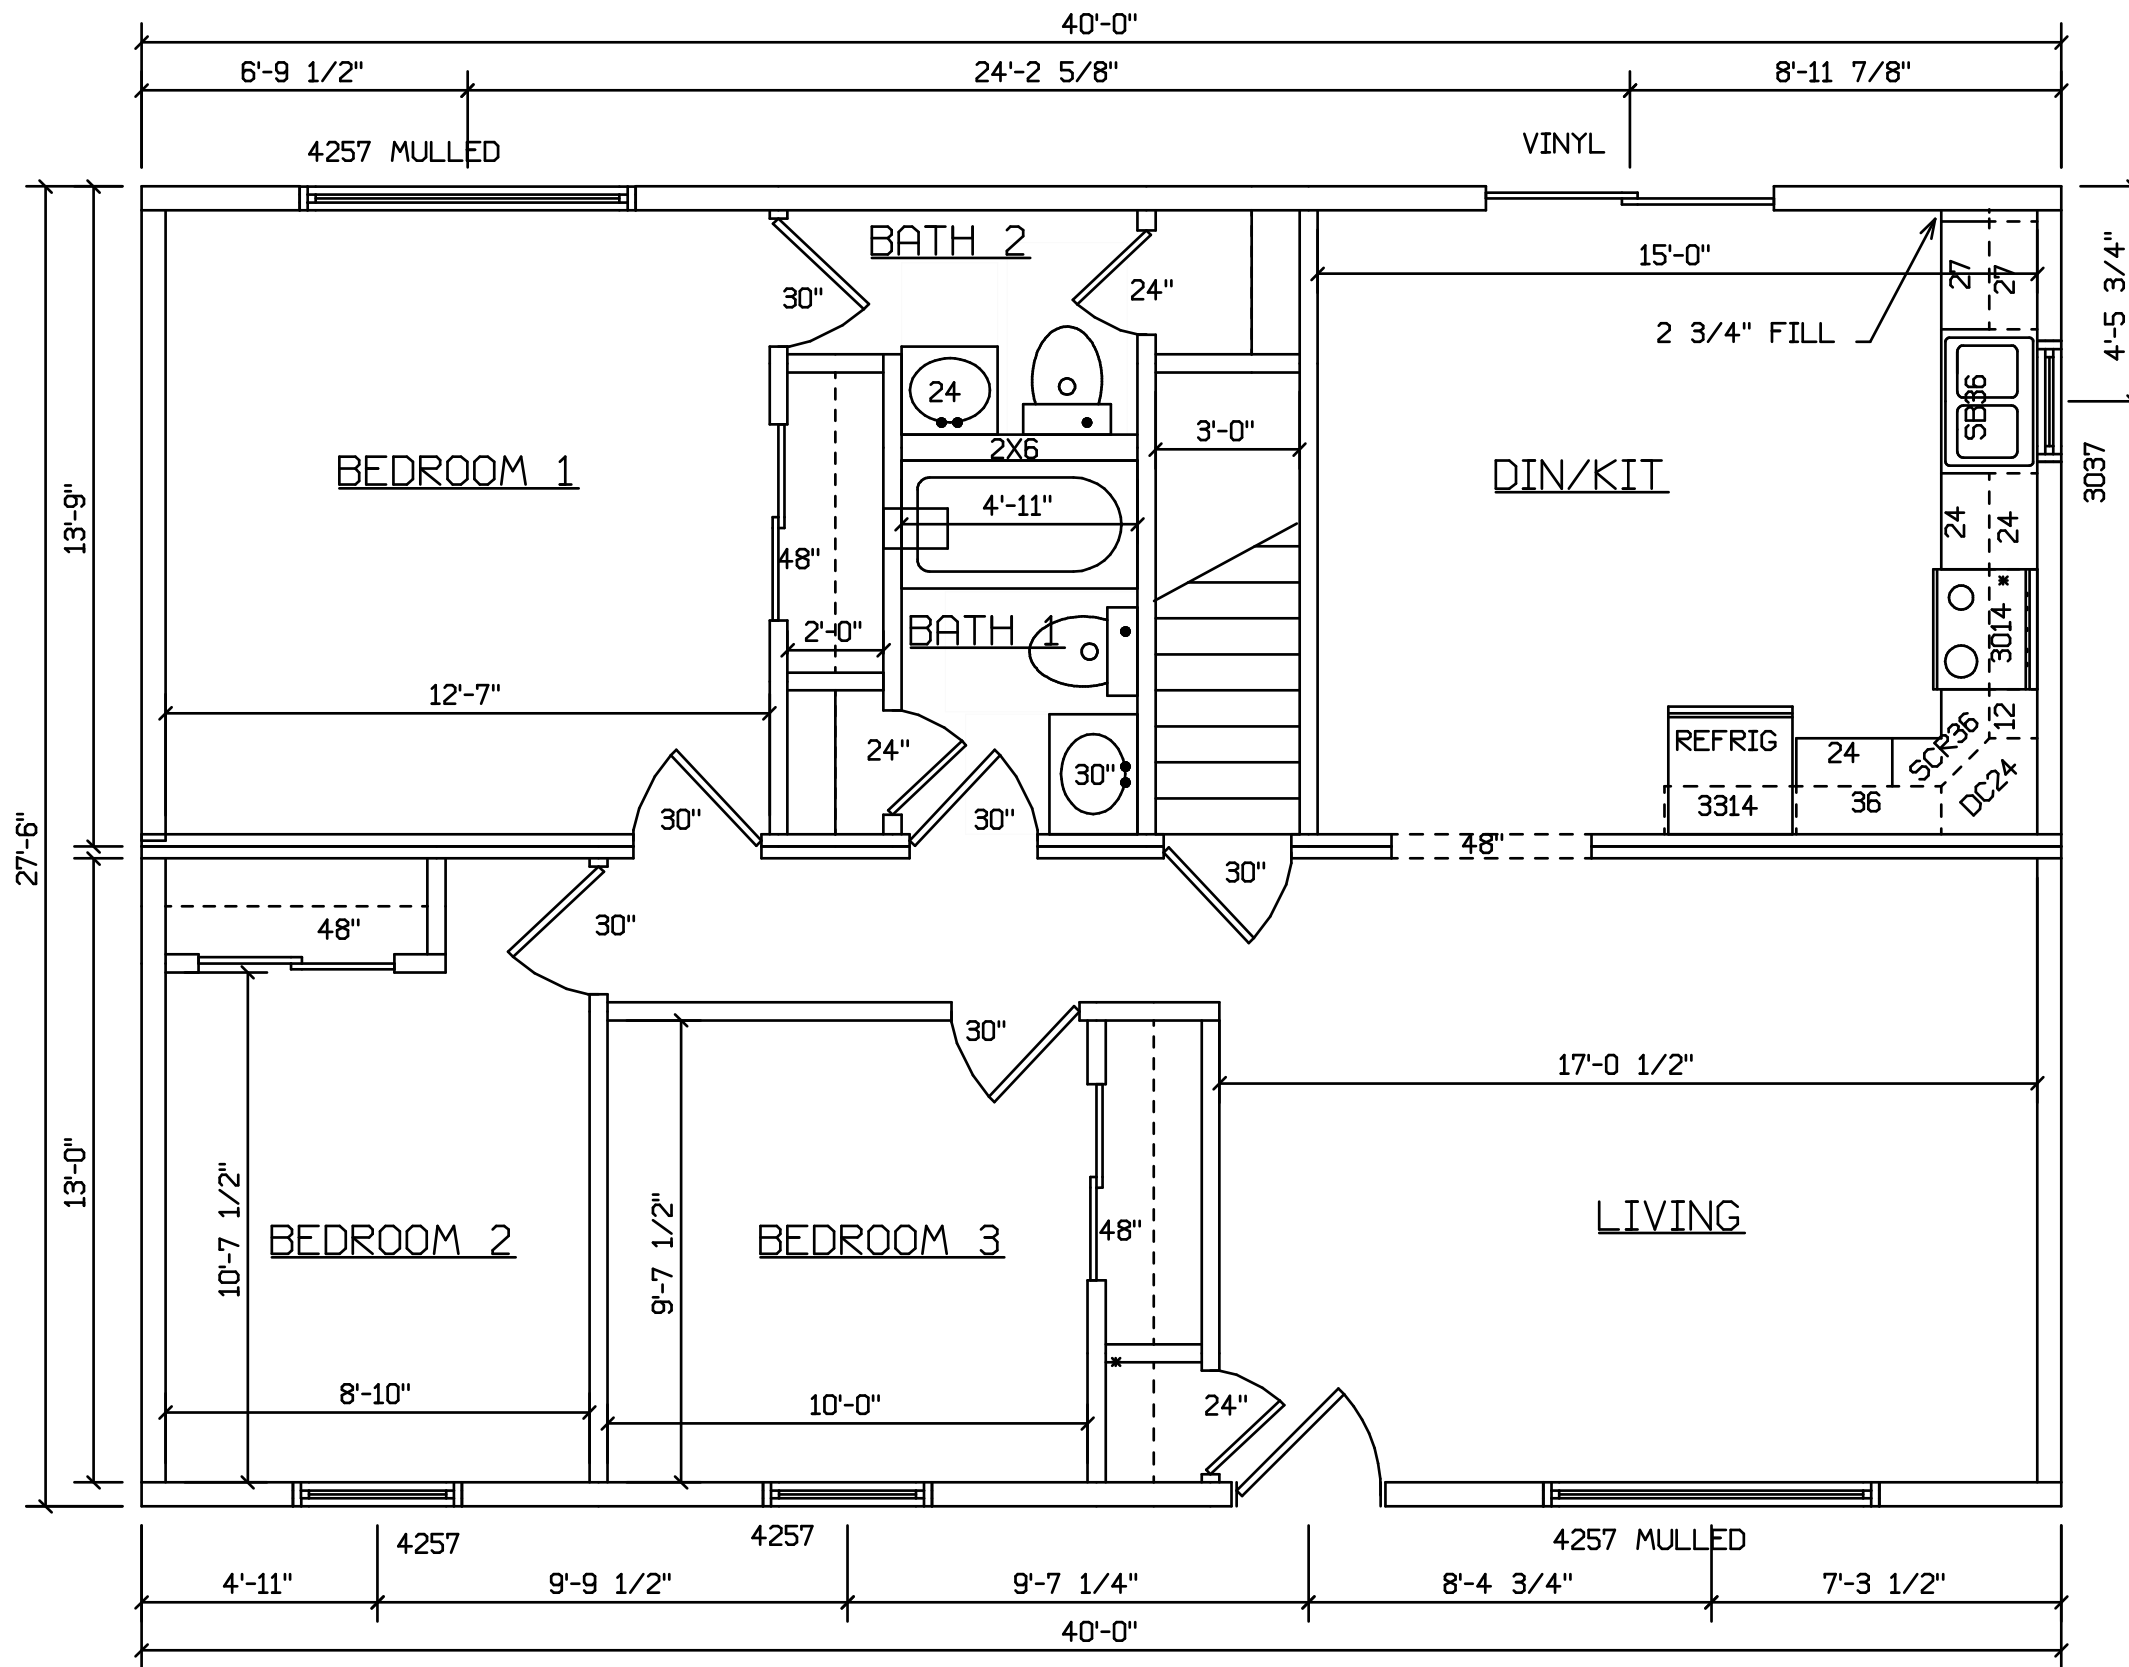 40'-0"
6'-9 1/2" 24'-2 5/8" 8'-11 7/8"
4257 MULLED VINYL
BATH 2
15'-0"
30" 24" 27 27 4'-5 3/4"
2 3/4" FILL
24 SB36
3'-0"
2X6
BEDROOM 1 DIN/KIT 3037
4'-11"
13'-9" 24 24
48"
2'-0" BATH 1 3014
*
12'-7"
12
24" REFRIG 24 SCR36
30" DC24
30" 30" 3314 36
27'-6" 48"
30"
48" 30"
30"
17'-0 1/2"
13'-0"
10'-7 1/2" 9'-7 1/2" 48" LIVING
BEDROOM 2 BEDROOM 3
*
8'-10" 10'-0" 24"
4257 4257 4257 MULLED
4'-11" 9'-9 1/2" 9'-7 1/4" 8'-4 3/4" 7'-3 1/2"
40'-0"